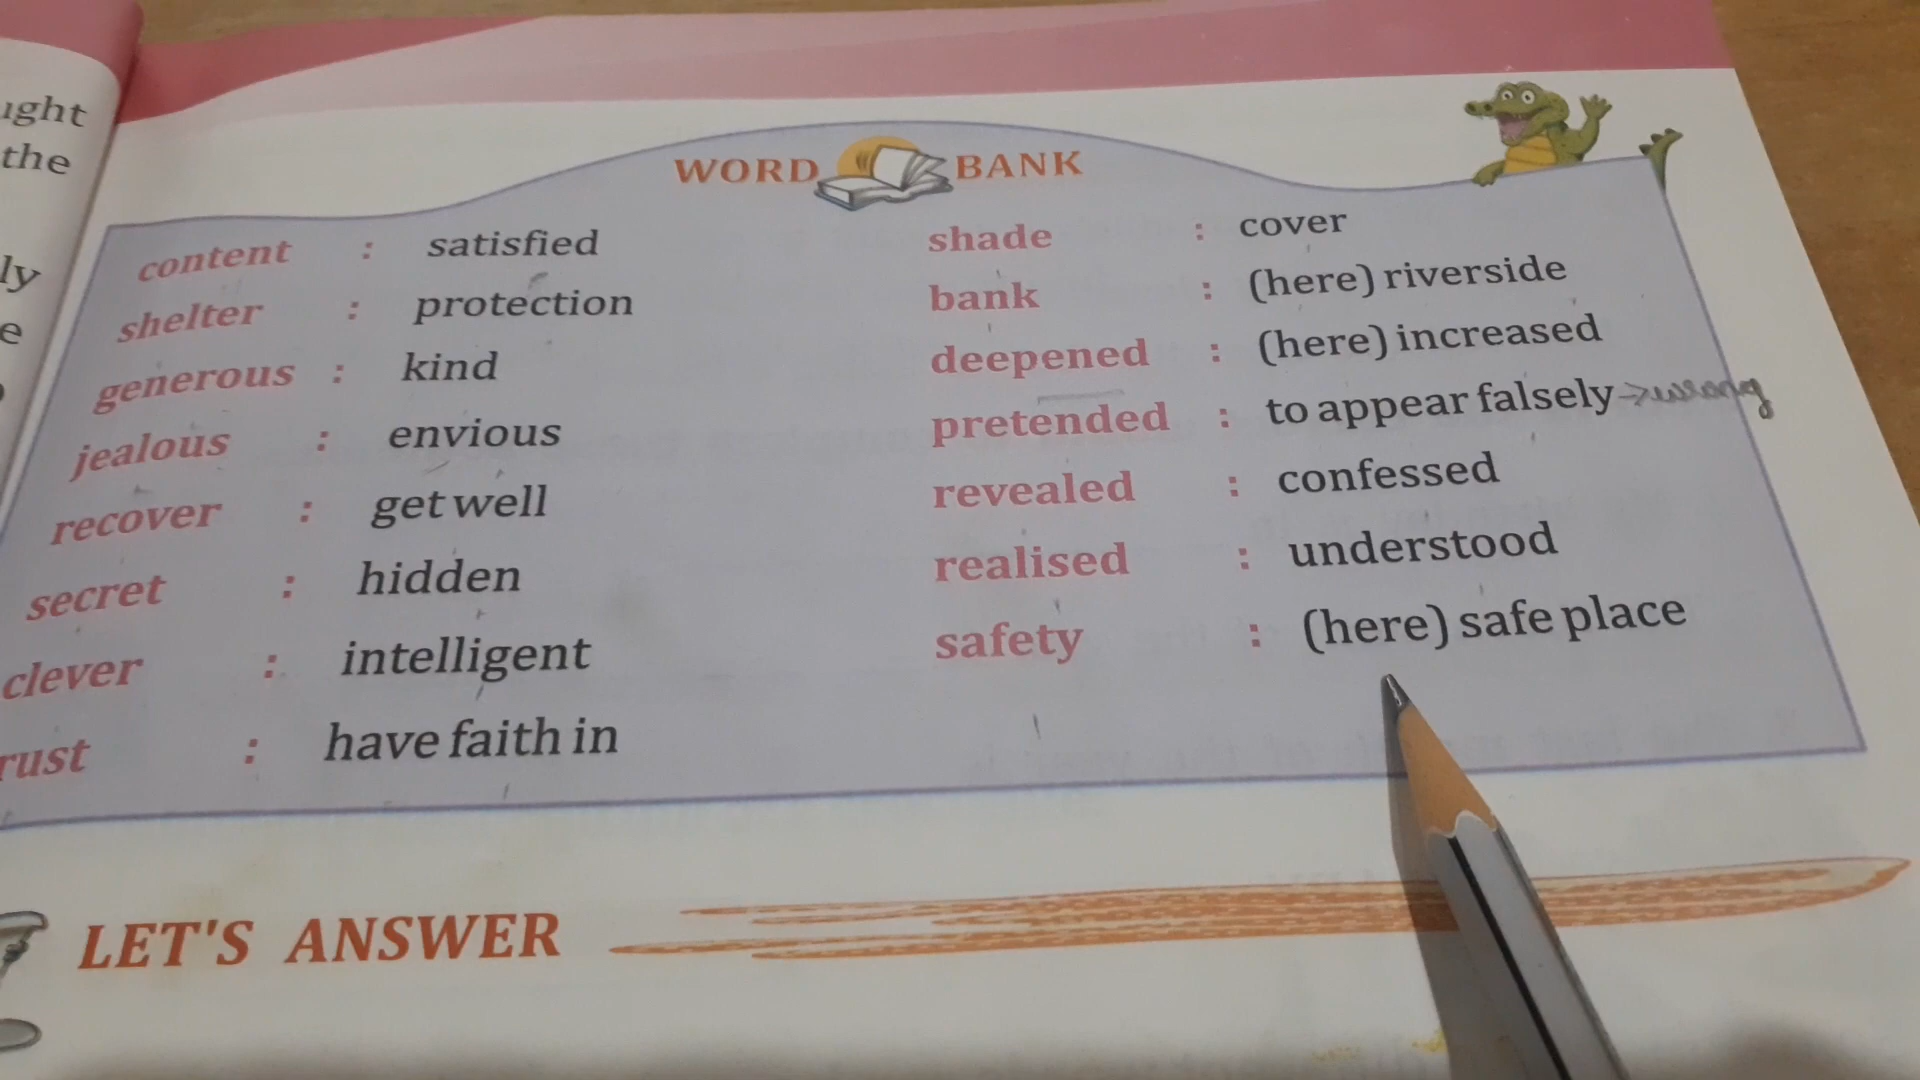 ight
the
ly
e
WORD BANK
content : satisfied
shelter : protection
generous : kind
jealous : envious
recover : get well
secret : hidden
clever : intelligent
rust : have faith in
shade : cover
bank : (here) riverside
deepened : (here) increased
pretended : to appear falsely →wrong
revealed : confessed
realised : understood
safety : (here) safe place
LET'S ANSWER